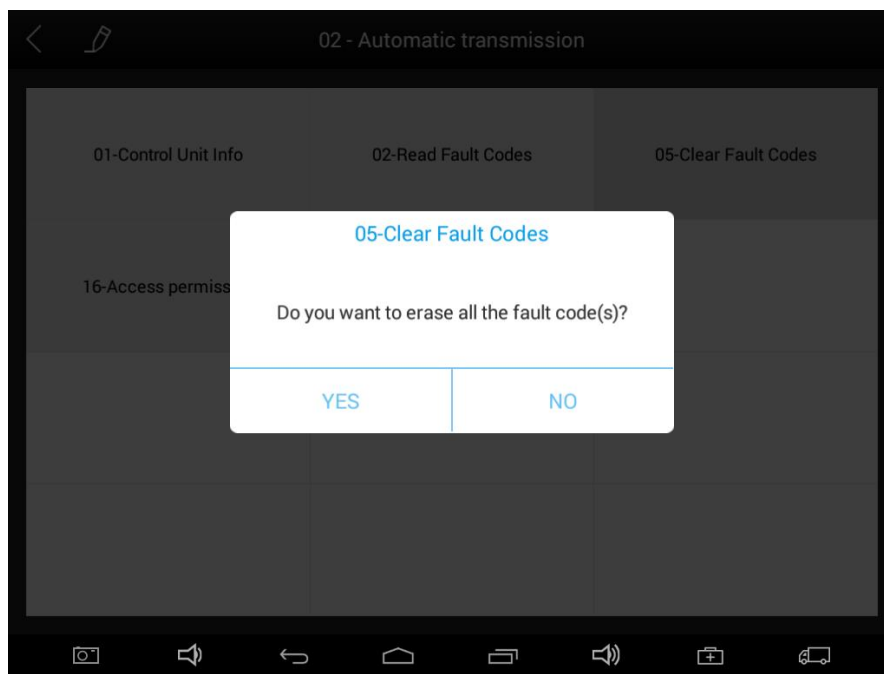 02 - Automatic transmission
01-Control Unit Info
02-Read Fault Codes
05-Clear Fault Codes
16-Access permiss
05-Clear Fault Codes
Do you want to erase all the fault code(s)?
YES
NO